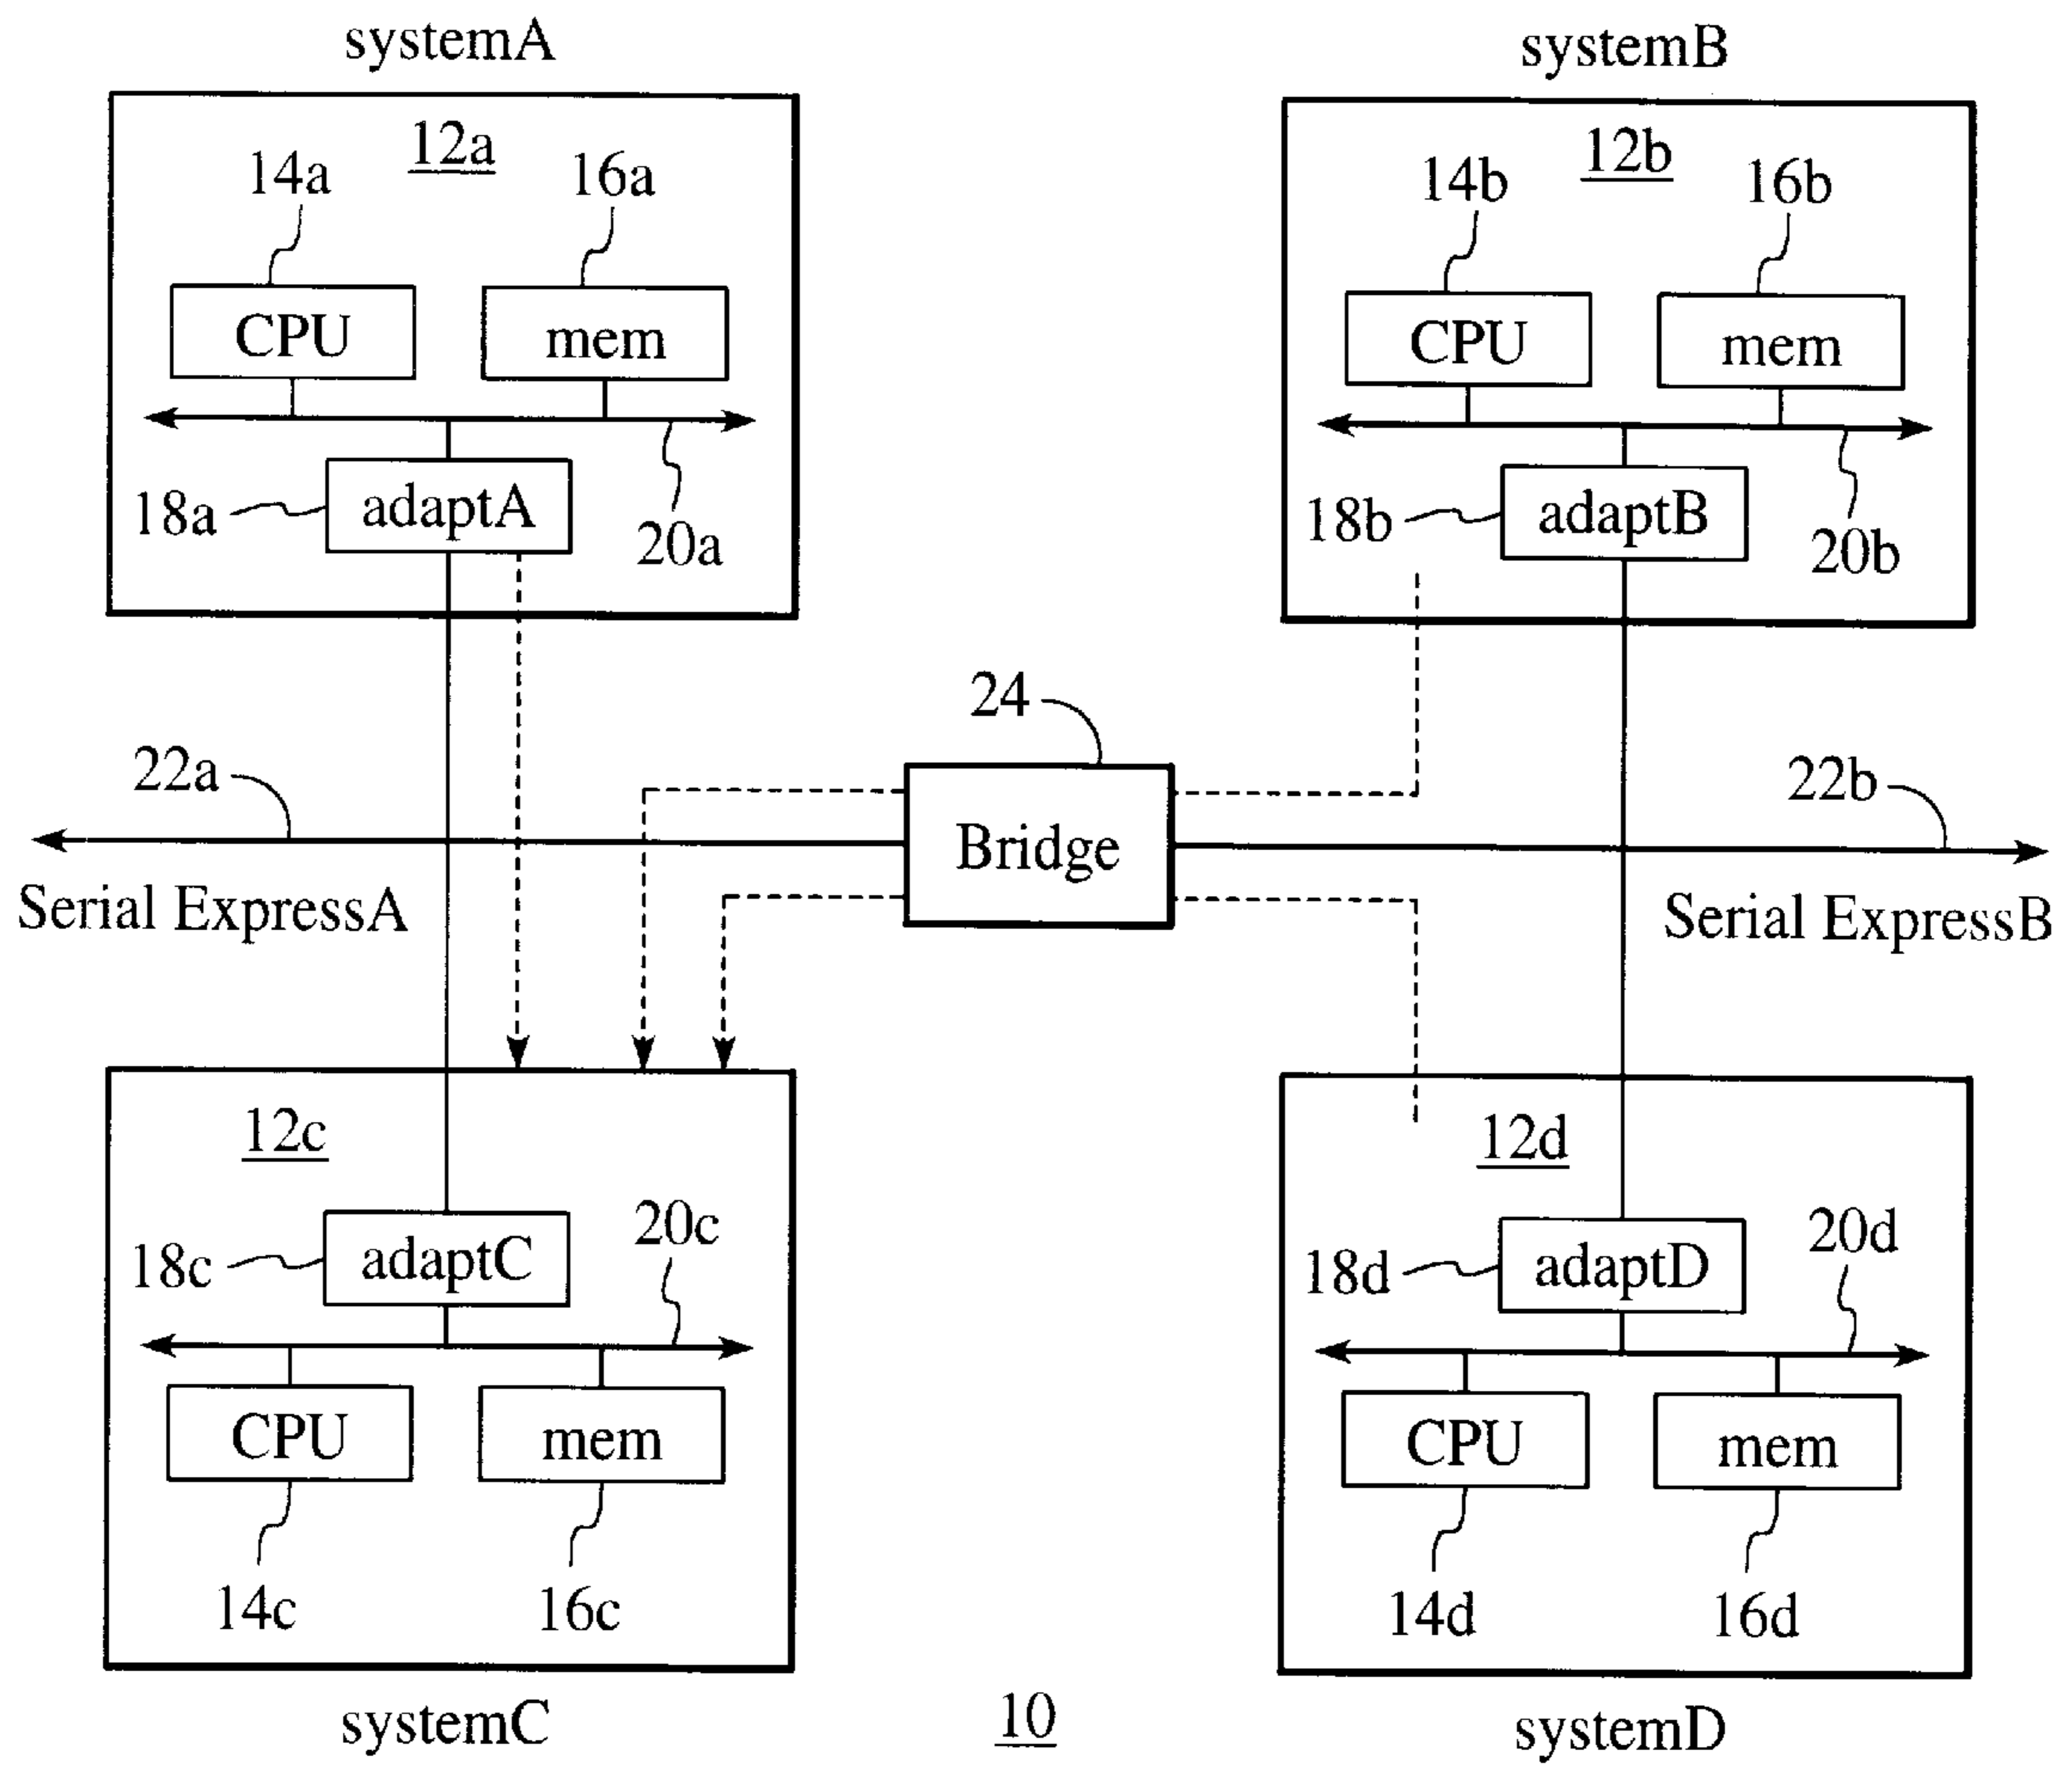 systemA
systemB
12a
14a
16a
CPU
mem
18a
adaptA
20a
12b
14b
16b
CPU
mem
18b
adaptB
20b
24
22a
Bridge
22b
Serial ExpressA
Serial ExpressB
12c
18c
adaptC
20c
CPU
mem
14c
16c
12d
18d
adaptD
20d
CPU
mem
14d
16d
systemC
10
systemD